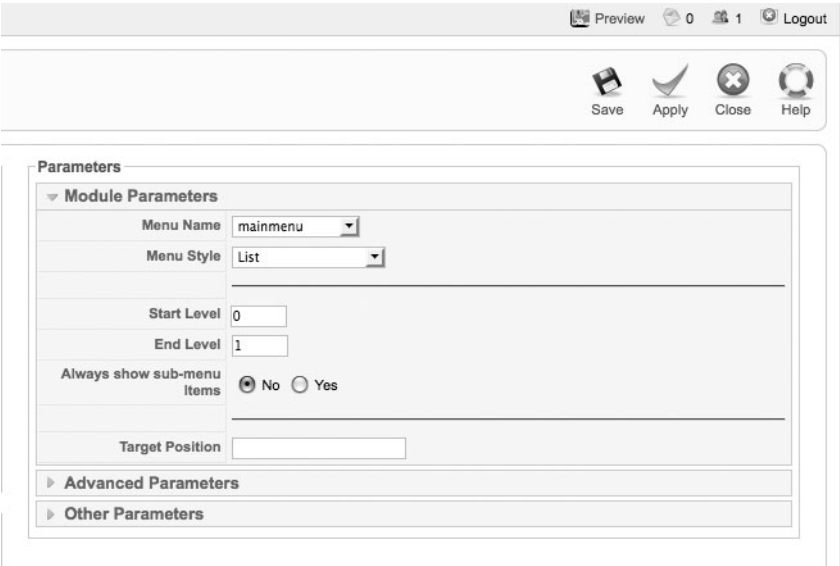 Preview 0 1 Logout
Save Apply Close Help
Parameters
Module Parameters
Menu Name mainmenu
Menu Style List
Start Level 0
End Level 1
Always show sub-menu
Items No Yes
Target Position
Advanced Parameters
Other Parameters